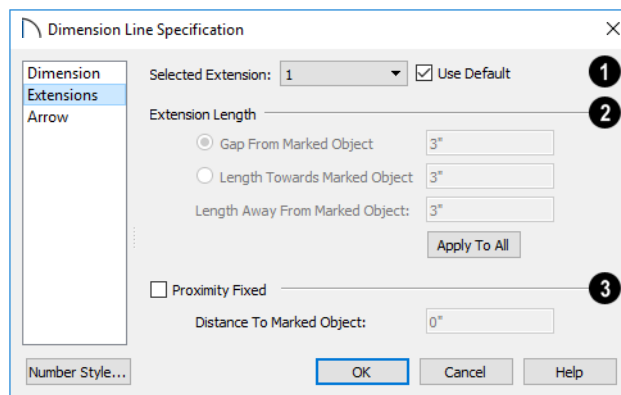 Dimension Line Specification
Dimension
Extensions
Arrow
Selected Extension: 1 Use Default 1
Extension Length 2
Gap From Marked Object 3"
Length Towards Marked Object 3"
Length Away From Marked Object: 3"
Apply To All
Proximity Fixed 3
Distance To Marked Object: 0"
Number Style... OK Cancel Help